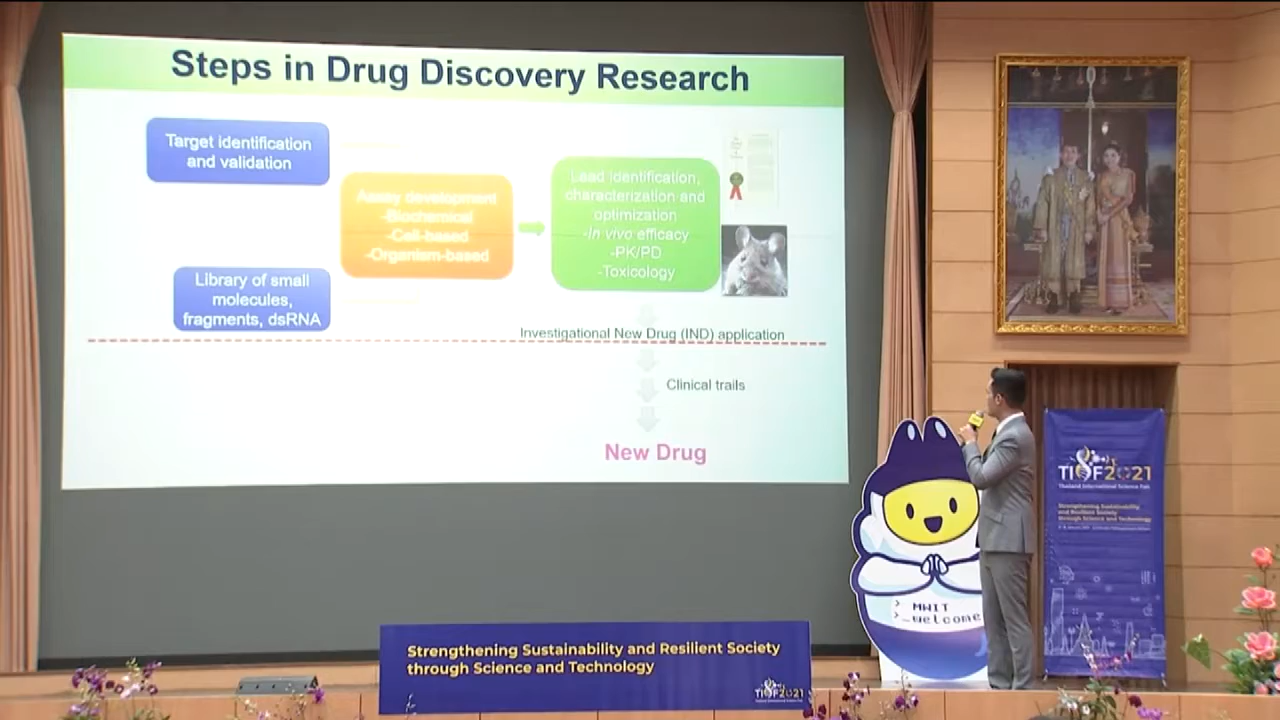 Steps in Drug Discovery Research
Target identification
and validation
Assay development
-Biochemical
-Cell-based
-Organism-based
Library of small
molecules,
fragments, dsRNA
Lead identification,
characterization and
optimization
-In vivo efficacy
-PK/PD
-Toxicology
Investigational New Drug (IND) application
Clinical trails
New Drug
> MWIT
>_welcome
TISF2021
Thailand International Science Fair
Strengthening Sustainability
and Resilient Society
through Science and Technology
Strengthening Sustainability and Resilient Society
through Science and Technology
TISF2021